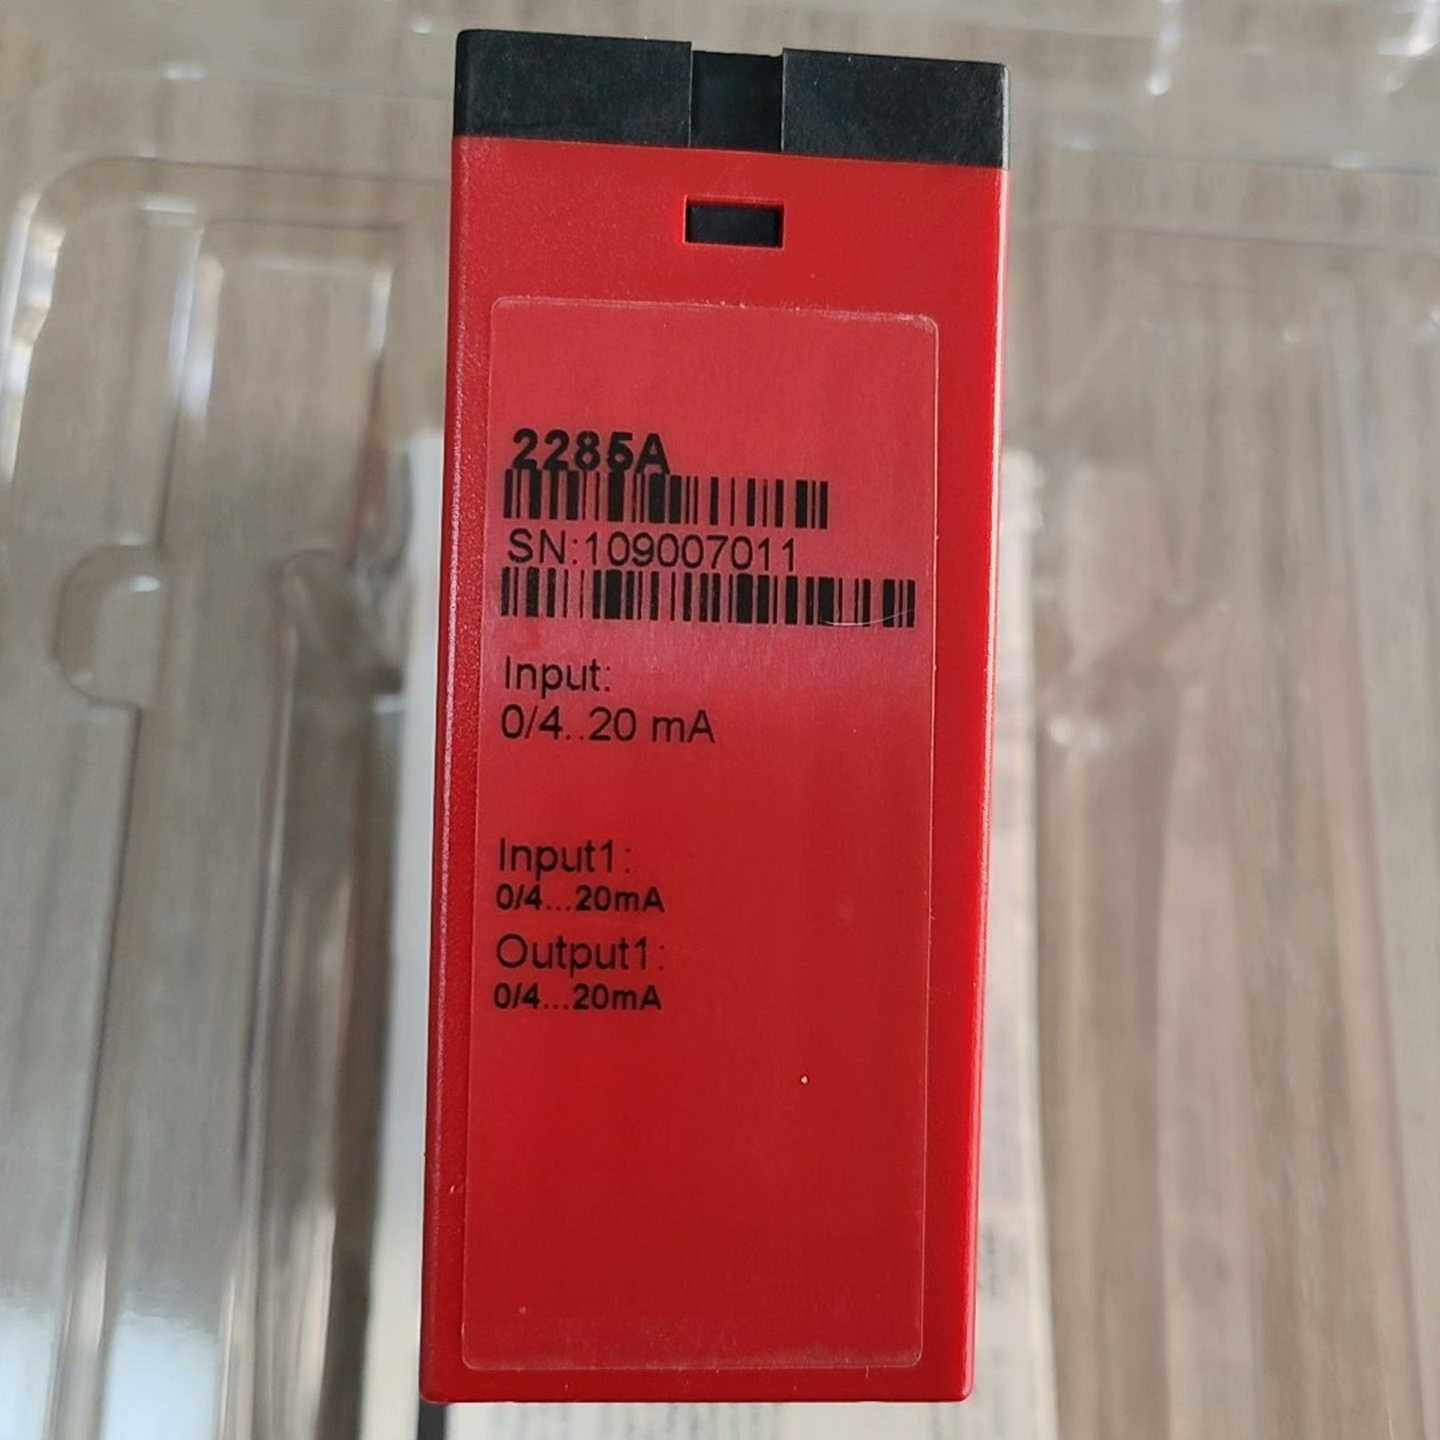 2285A
SN:109007011
Input:
0/4..20 mA
Input1:
0/4...20mA
Output1:
0/4...20mA